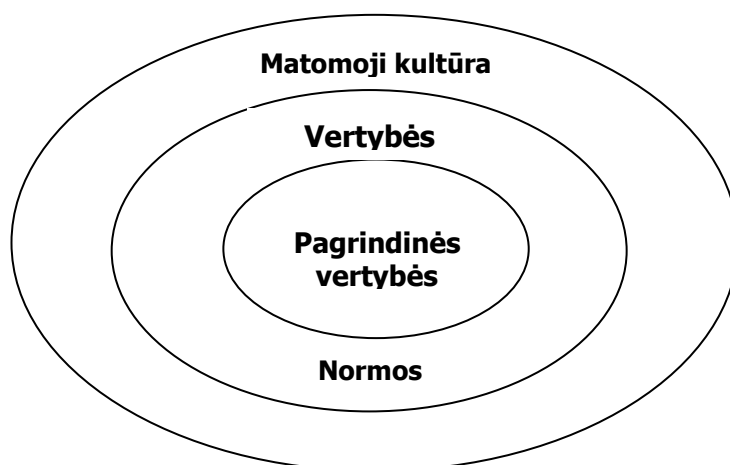 Matomoji kultūra
Vertybės
Pagrindinės
vertybės
Normos